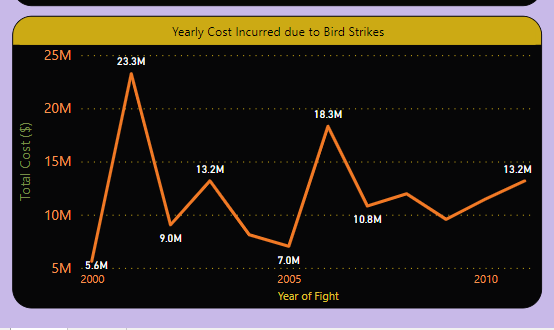 Yearly Cost Incurred due to Bird Strikes
25M
23.3M
20M
18.3M
15M
13.2M
13.2M
10M
10.8M
9.0M
7.0M
5M
5.6M
Total Cost ($)
2000
2005
2010
Year of Fight